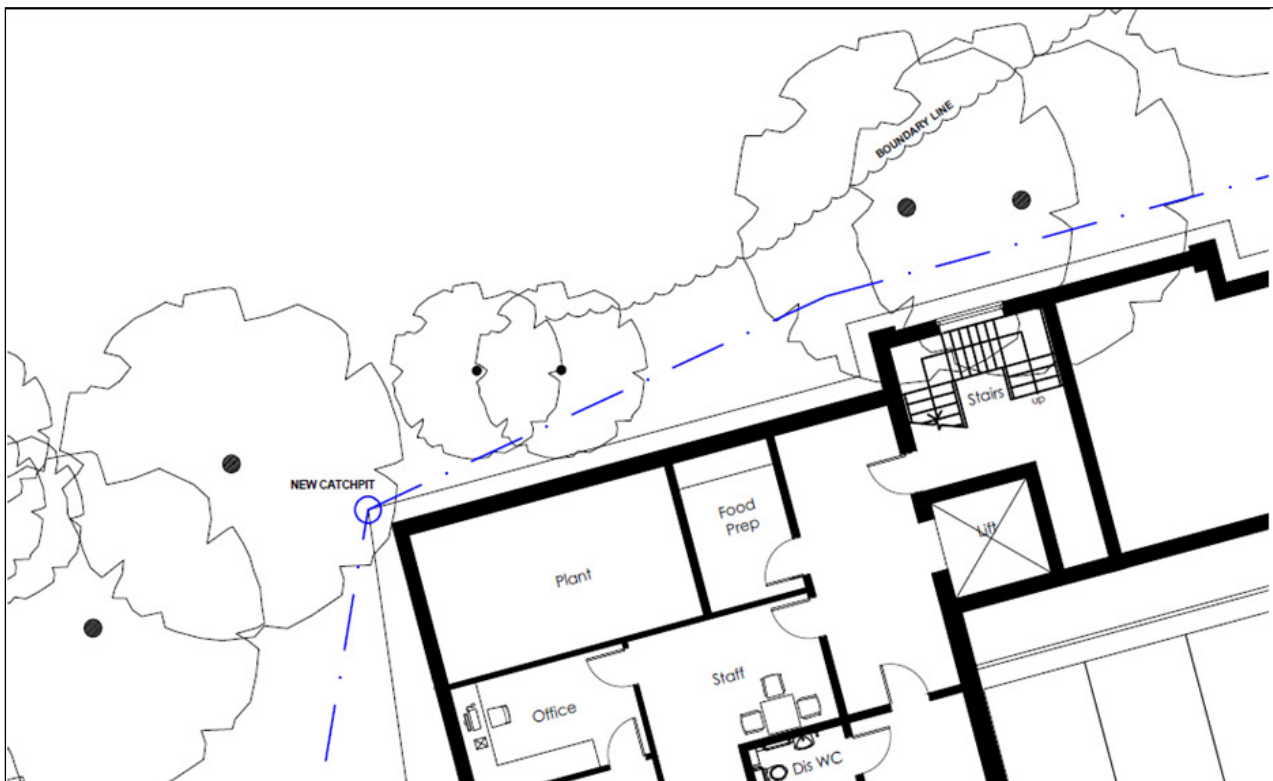 BOUNDARY LINE
Stairs
up
NEW CATCHPIT
Food
Prep
Lift
Plant
Staff
Office
Dis WC